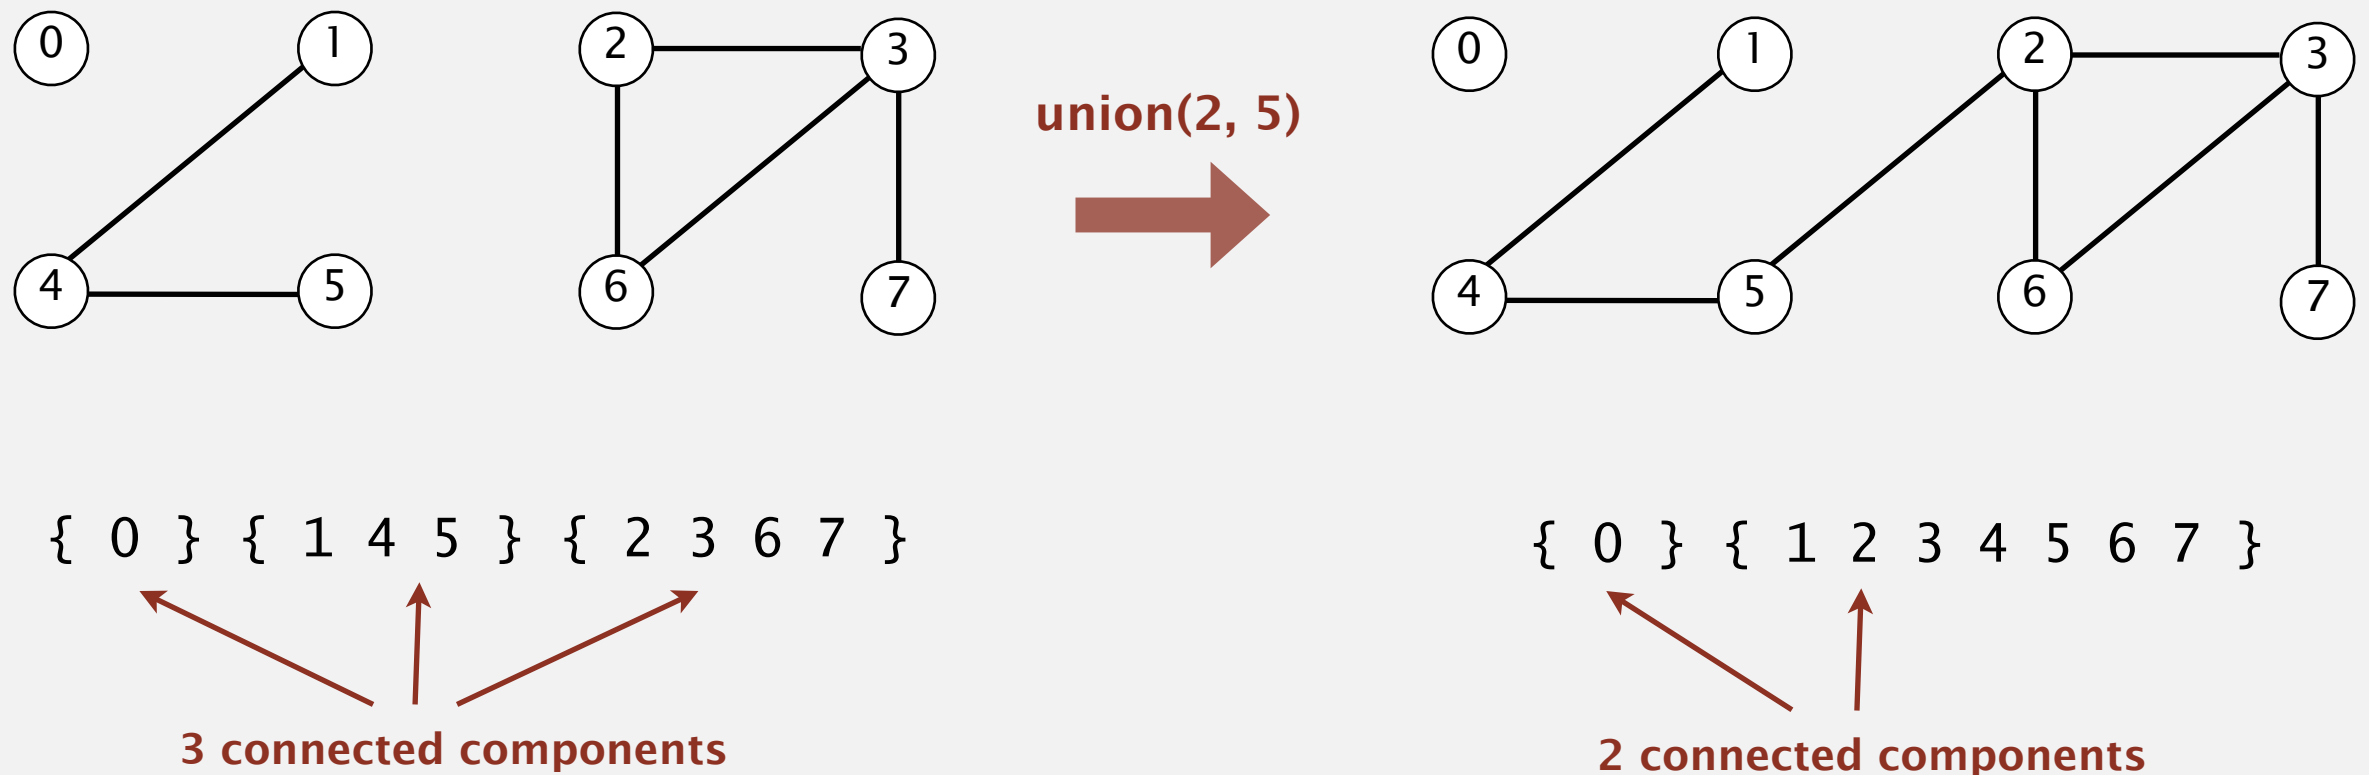 0 1 2 3
4 5 6 7
union(2, 5)
0 1 2 3
4 5 6 7
{ 0 } { 1 4 5 } { 2 3 6 7 }
3 connected components
{ 0 } { 1 2 3 4 5 6 7 }
2 connected components